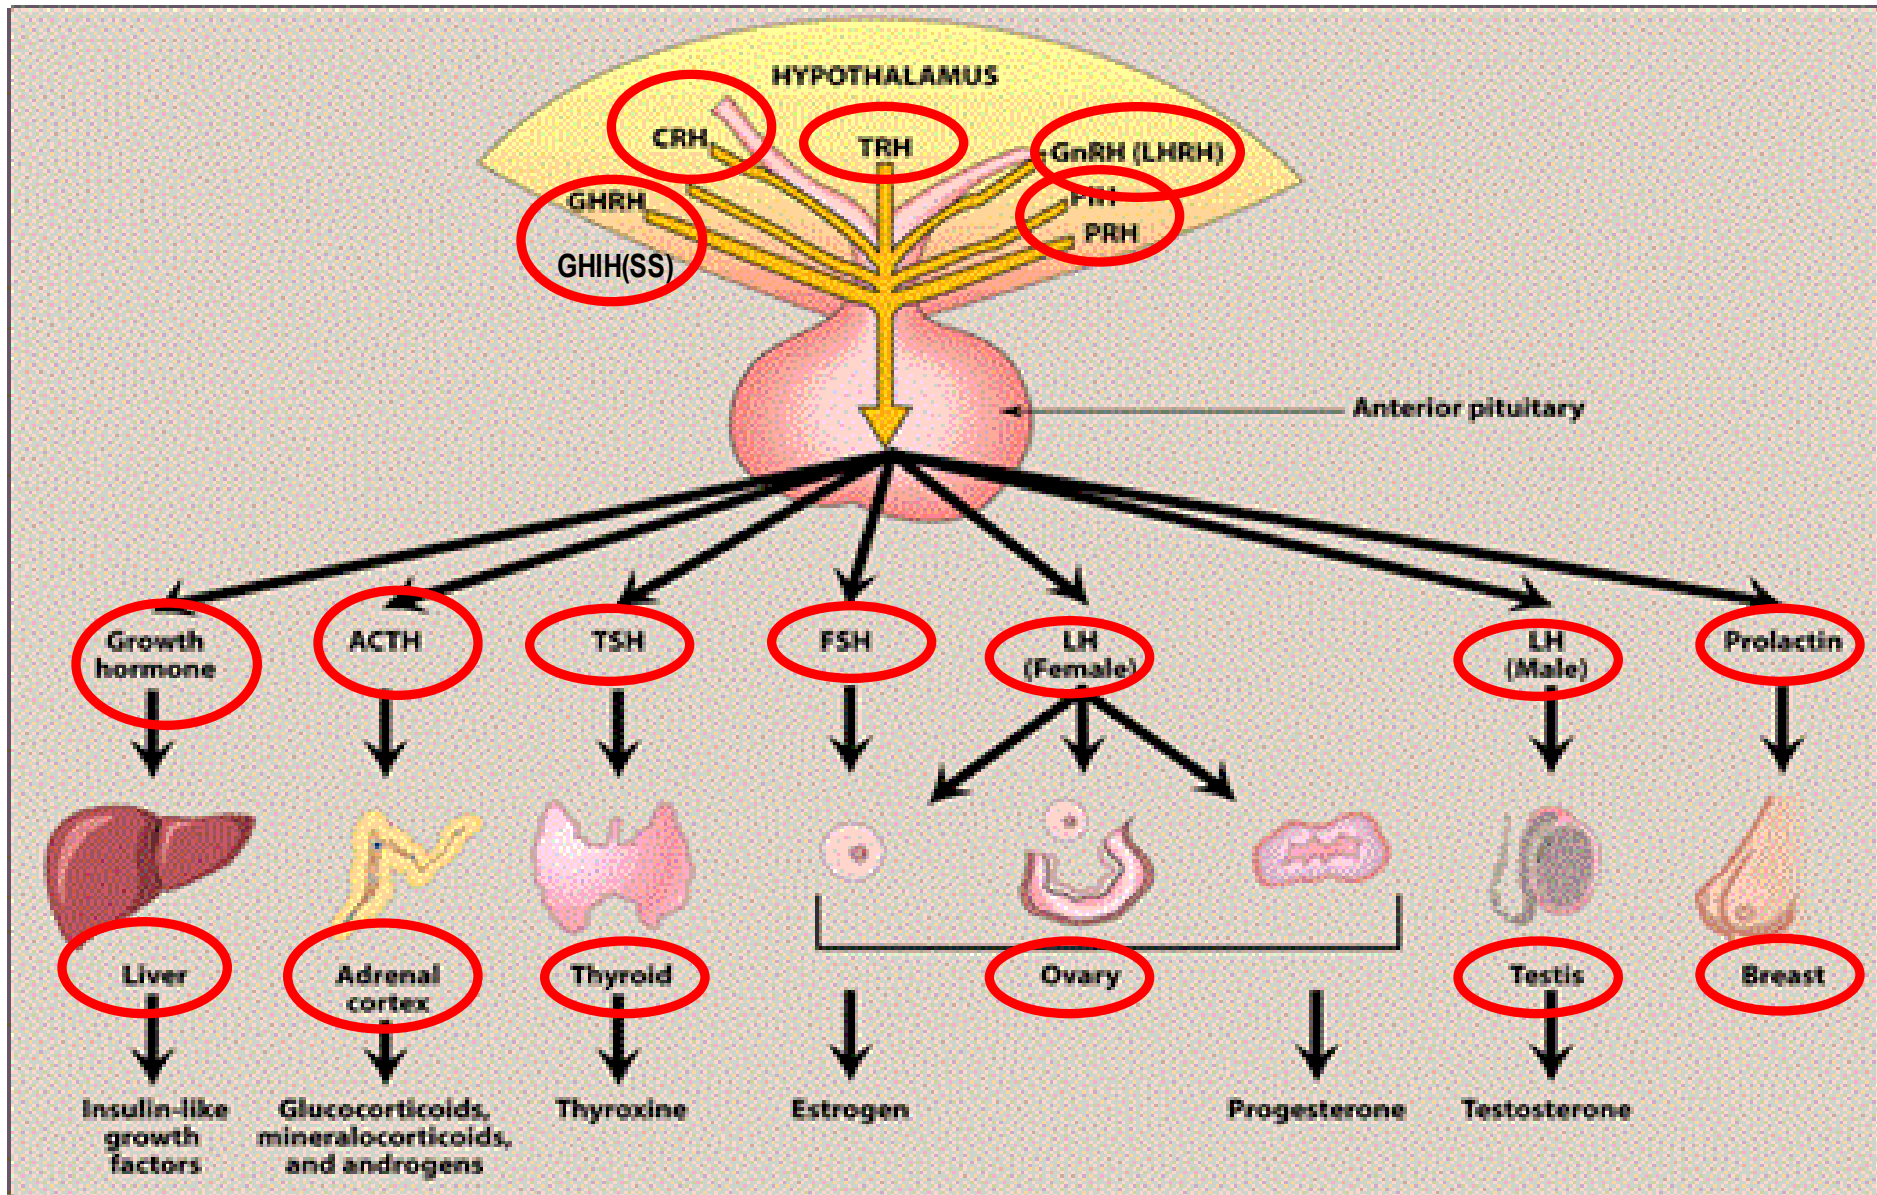 HYPOTHALAMUS
CRH
TRH
GnRH (LHRH)
GHRH
PRH
GHIH(SS)
Anterior pituitary
Growth
hormone
ACTH
TSH
FSH
LH
(Female)
LH
(Male)
Prolactin
Liver
Adrenal
cortex
Thyroid
Ovary
Testis
Breast
Insulin-like
growth
factors
Glucocorticoids,
mineralocorticoids,
and androgens
Thyroxine
Estrogen
Progesterone
Testosterone